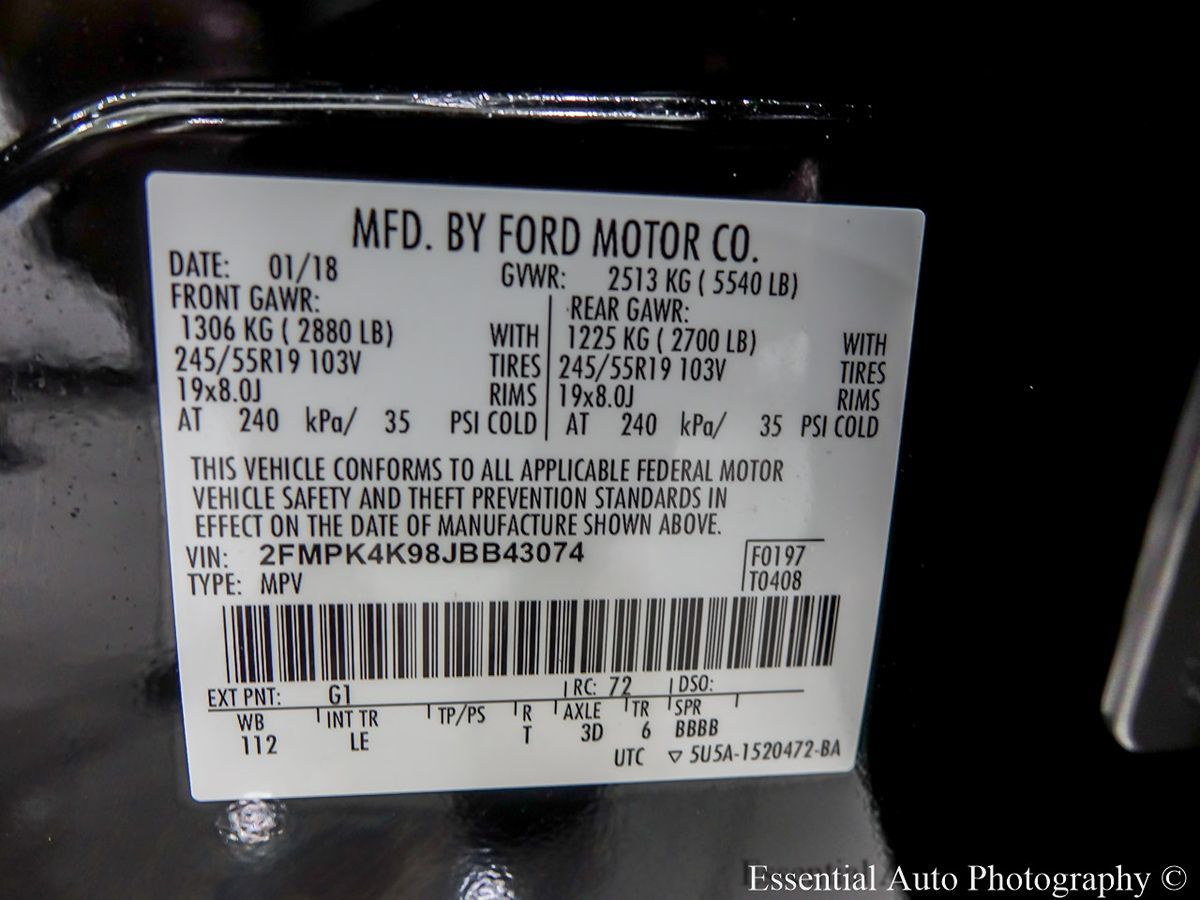 MFD. BY FORD MOTOR CO.
DATE: 01/18 GVWR: 2513 KG ( 5540 LB)
FRONT GAWR: REAR GAWR:
1306 KG ( 2880 LB) WITH 1225 KG ( 2700 LB) WITH
245/55R19 103V TIRES 245/55R19 103V TIRES
19x8.0J RIMS 19x8.0J RIMS
AT 240 kPa/ 35 PSI COLD AT 240 kPa/ 35 PSI COLD
THIS VEHICLE CONFORMS TO ALL APPLICABLE FEDERAL MOTOR
VEHICLE SAFETY AND THEFT PREVENTION STANDARDS IN
EFFECT ON THE DATE OF MANUFACTURE SHOWN ABOVE.
VIN: 2FMPK4K98JBB43074 F0197
TYPE: MPV T0408
EXT PNT: G1 RC: 72 DSO:
WB INT TR TP/PS R AXLE TR SPR
112 LE T 3D 6 BBBB
UTC ▽ 5U5A-1520472-BA
Essential Auto Photography ©